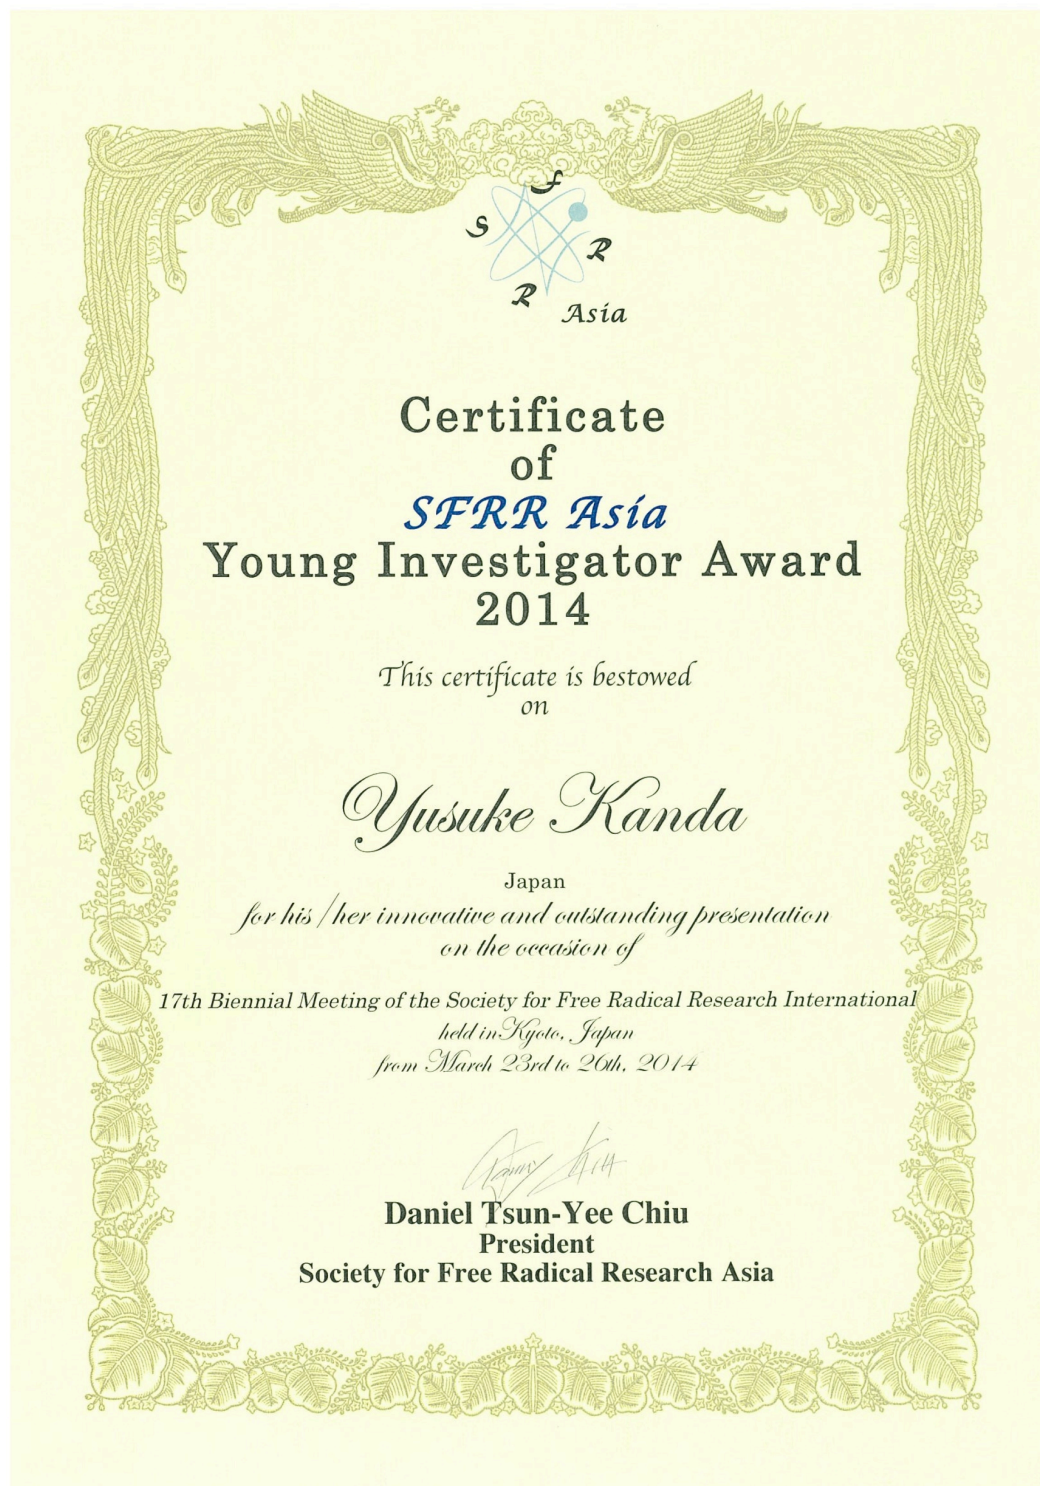 S f R R Asia
Certificate
of
SFRR Asia
Young Investigator Award
2014
This certificate is bestowed
on
Yusuke Kanda
Japan
for his / her innovative and outstanding presentation
on the occasion of
17th Biennial Meeting of the Society for Free Radical Research International
held in Kyoto, Japan
from March 23rd to 26th, 2014
Daniel Tsun-Yee Chiu
President
Society for Free Radical Research Asia